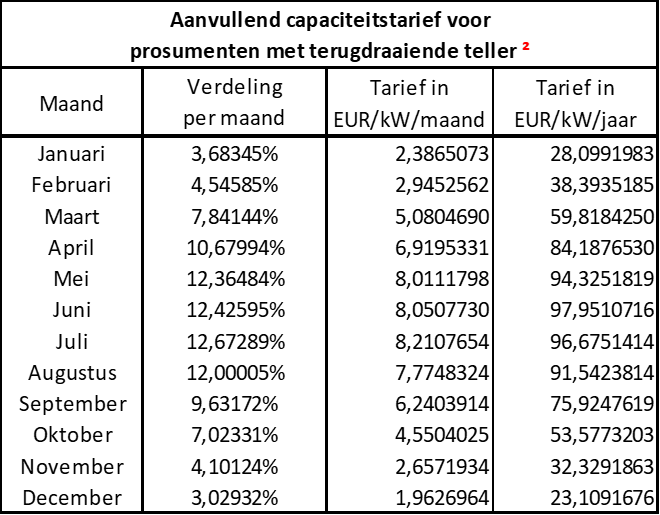 Aanvullend capaciteitstarief voor
prosumenten met terugdraaiende teller ²
Maand Verdeling per maand Tarief in EUR/kW/maand Tarief in EUR/kW/jaar
Januari 3,68345% 2,3865073 28,0991983
Februari 4,54585% 2,9452562 38,3935185
Maart 7,84144% 5,0804690 59,8184250
April 10,67994% 6,9195331 84,1876530
Mei 12,36484% 8,0111798 94,3251819
Juni 12,42595% 8,0507730 97,9510716
Juli 12,67289% 8,2107654 96,6751414
Augustus 12,00005% 7,7748324 91,5423814
September 9,63172% 6,2403914 75,9247619
Oktober 7,02331% 4,5504025 53,5773203
November 4,10124% 2,6571934 32,3291863
December 3,02932% 1,9626964 23,1091676